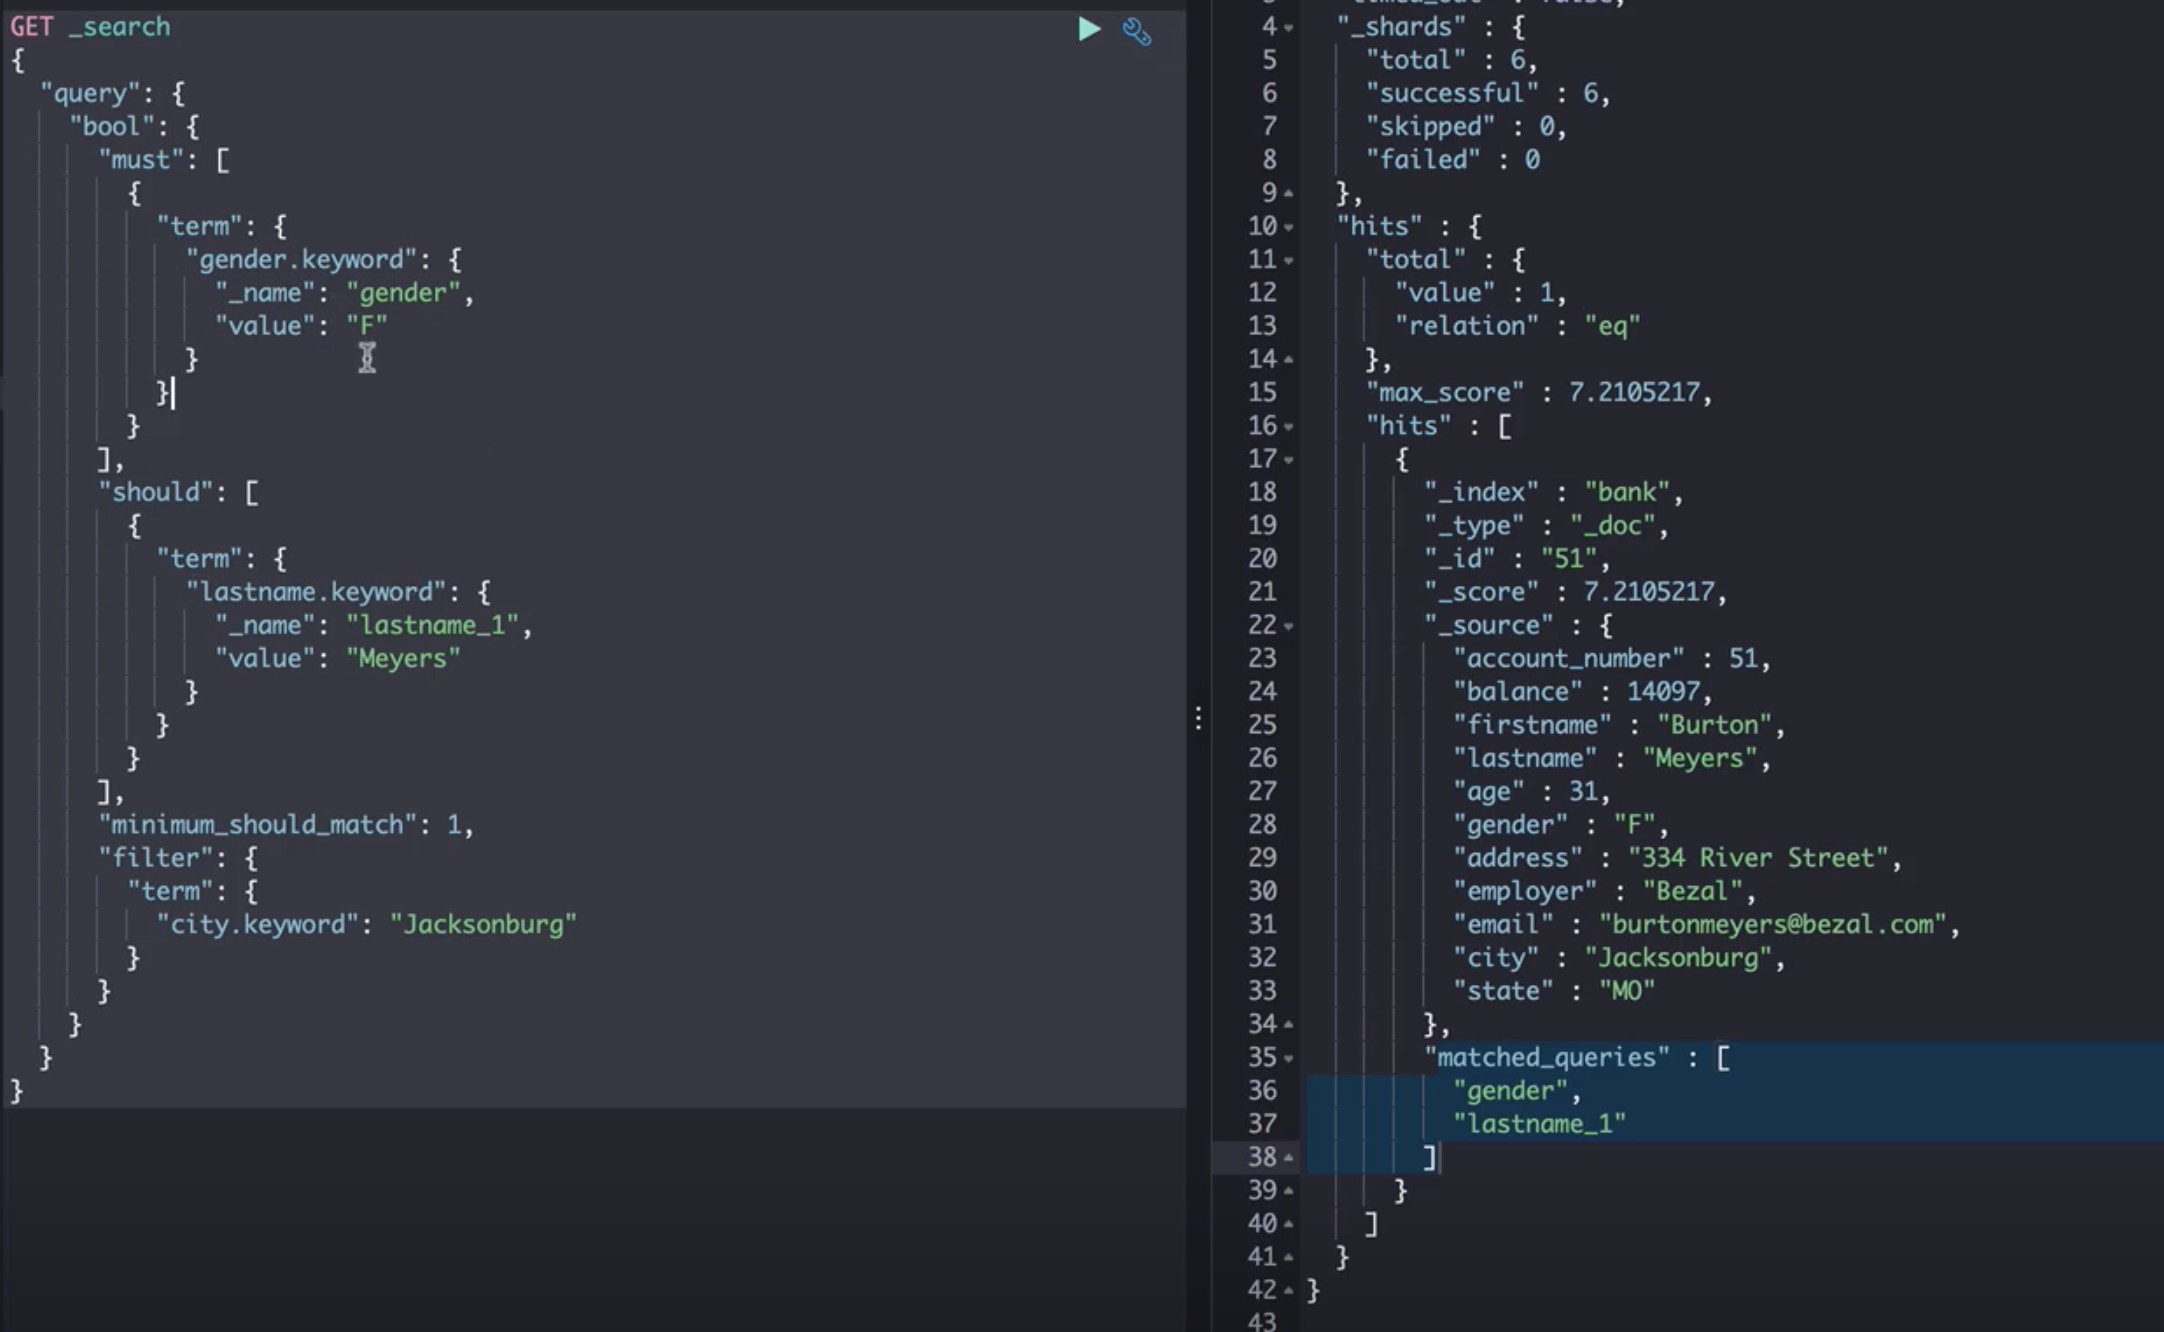 GET _search
{
"query": {
"bool": {
"must": [
{
"term": {
"gender.keyword": {
"_name": "gender",
"value": "F"
}
}
}
],
"should": [
{
"term": {
"lastname.keyword": {
"_name": "lastname_1",
"value": "Meyers"
}
}
}
],
"minimum_should_match": 1,
"filter": {
"term": {
"city.keyword": "Jacksonburg"
}
}
}
}
}
4 "_shards" : {
5 "total" : 6,
6 "successful" : 6,
7 "skipped" : 0,
8 "failed" : 0
9 },
10 "hits" : {
11 "total" : {
12 "value" : 1,
13 "relation" : "eq"
14 },
15 "max_score" : 7.2105217,
16 "hits" : [
17 {
18 "_index" : "bank",
19 "_type" : "_doc",
20 "_id" : "51",
21 "_score" : 7.2105217,
22 "_source" : {
23 "account_number" : 51,
24 "balance" : 14097,
25 "firstname" : "Burton",
26 "lastname" : "Meyers",
27 "age" : 31,
28 "gender" : "F",
29 "address" : "334 River Street",
30 "employer" : "Bezal",
31 "email" : "burtonmeyers@bezal.com",
32 "city" : "Jacksonburg",
33 "state" : "MO"
34 },
35 "matched_queries" : [
36 "gender",
37 "lastname_1"
38 ]
39 }
40 ]
41 }
42 }
43